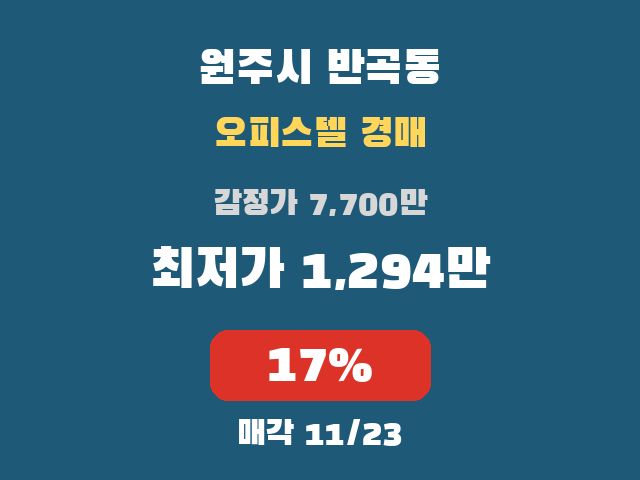 원주시 반곡동
오피스텔 경매
감정가 7,700만
최저가 1,294만
17%
매각 11/23